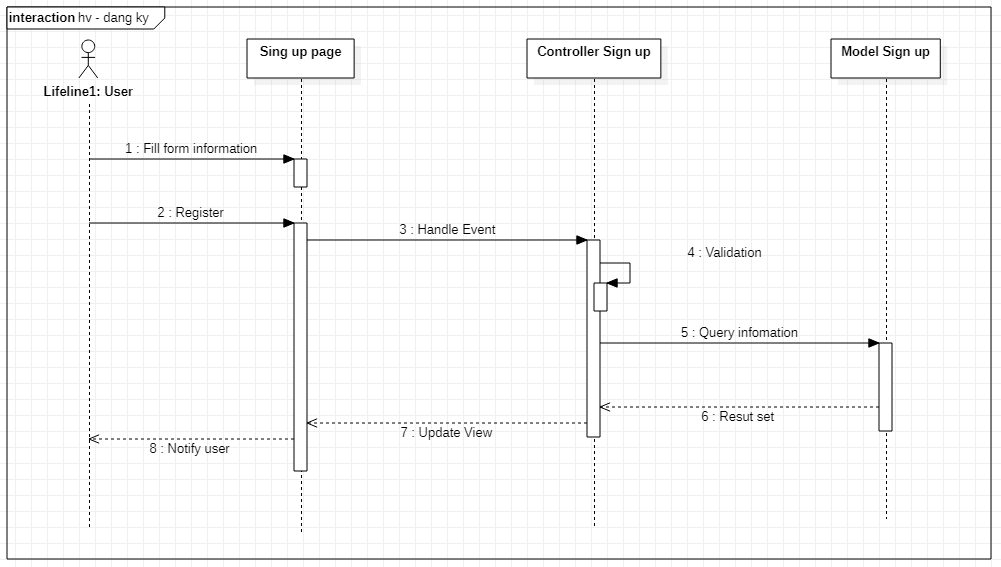 interaction hv - dang ky
Sing up page
Controller Sign up
Model Sign up
Lifeline1: User
1 : Fill form information
2 : Register
3 : Handle Event
4 : Validation
5 : Query infomation
6 : Resut set
7 : Update View
8 : Notify user